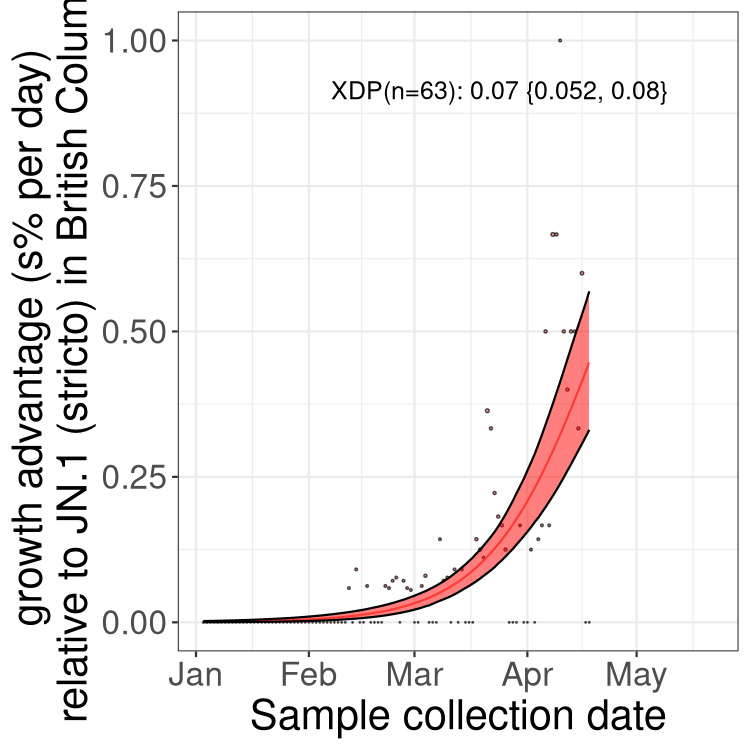 growth advantage (s% per day)
relative to JN.1 (stricto) in British Colum
1.00
0.75
0.50
0.25
0.00
XDP(n=63): 0.07 {0.052, 0.08}
Jan Feb Mar Apr May
Sample collection date